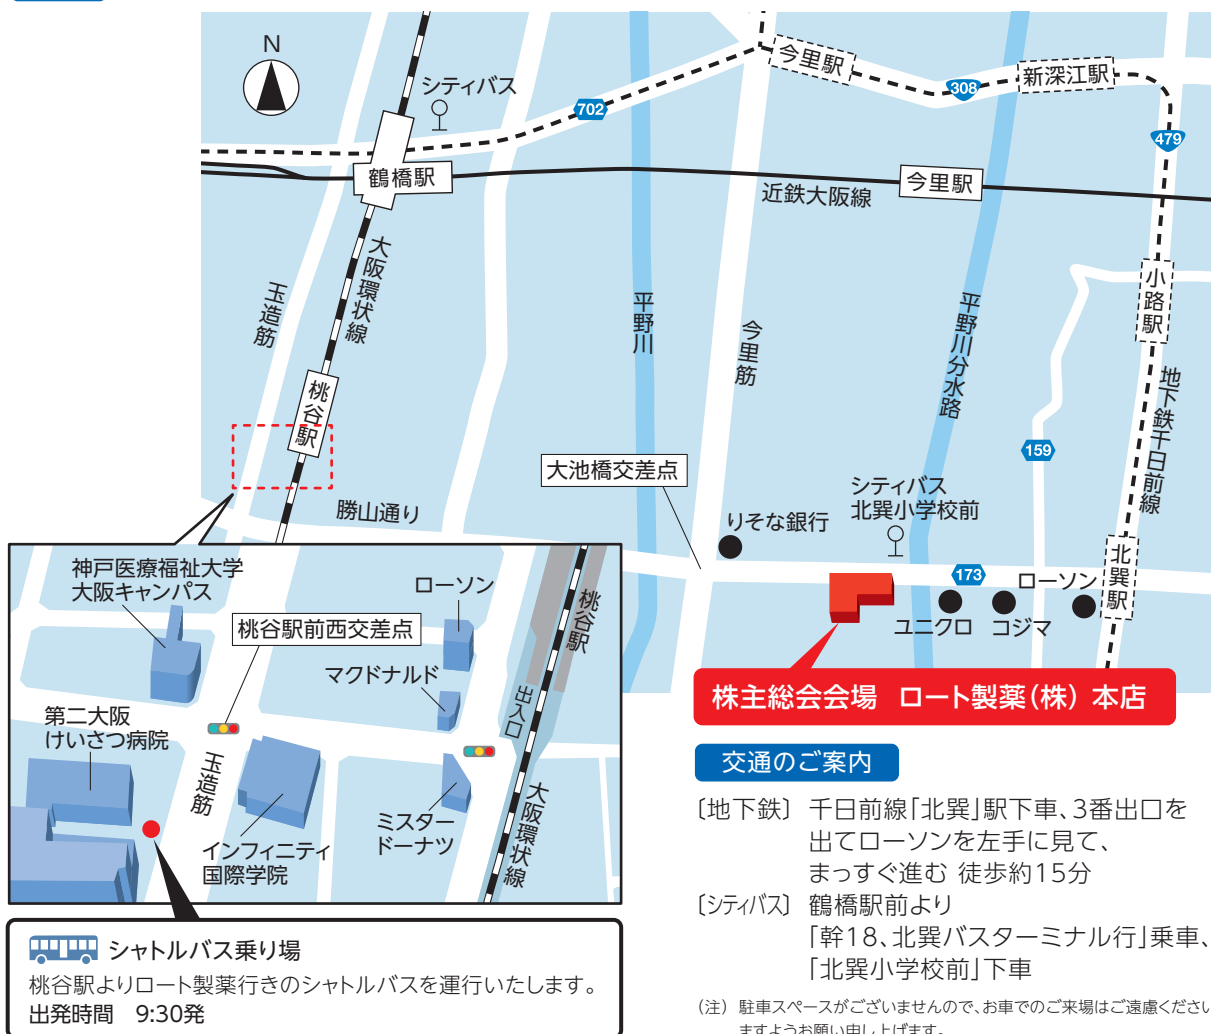 N
シティバス
702
今里駅
308
新深江駅
479
鶴橋駅
近鉄大阪線
今里駅
大阪環状線
玉造筋
平野川
今里筋
平野川分水路
小路駅
地下鉄千日前線
桃谷駅
159
大池橋交差点
勝山通り
シティバス
北巽小学校前
りそな銀行
173
ローソン
北巽駅
ユニクロ
コジマ
神戸医療福祉大学
大阪キャンパス
ローソン
桃谷駅
桃谷駅前西交差点
マクドナルド
出入口
第二大阪
けいさつ病院
玉造筋
大阪環状線
ミスター
ドーナツ
インフィニティ
国際学院
シャトルバス乗り場
桃谷駅よりロート製薬行きのシャトルバスを運行いたします。
出発時間 9:30発
株主総会会場 ロート製薬(株) 本店
交通のご案内
〔地下鉄〕 千日前線「北巽」駅下車、3番出口を
出てローソンを左手に見て、
まっすぐ進む 徒歩約15分
〔シティバス〕 鶴橋駅前より
「幹18、北巽バスターミナル行」乗車、
「北巽小学校前」下車
(注) 駐車スペースがございませんので、お車でのご来場はご遠慮ください
ますようお願い申し上げます。